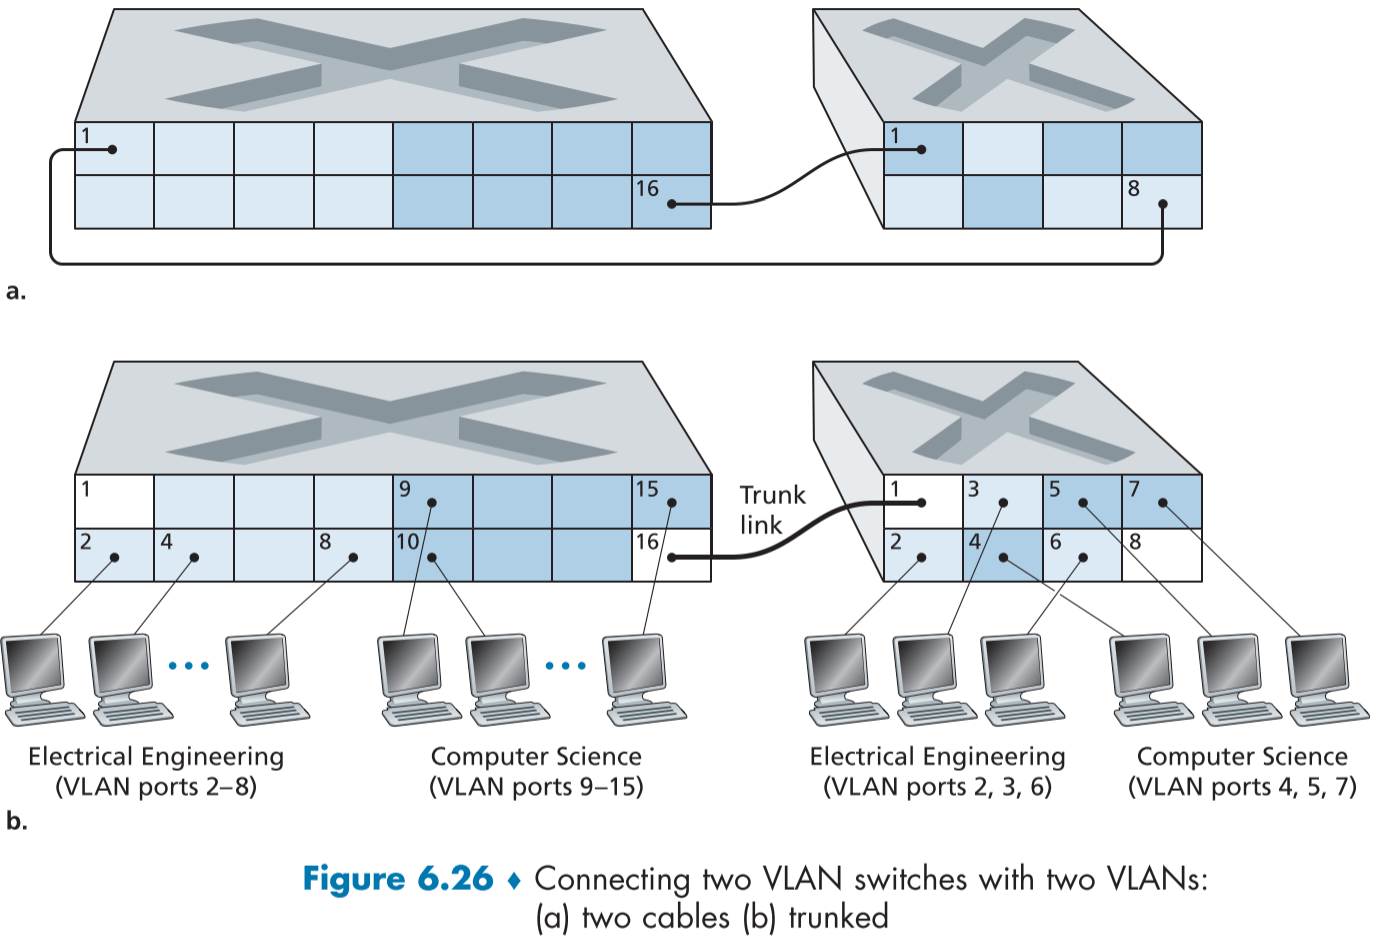 1
16
1
8
a.
1
9
15
2
4
8
10
16
Trunk
link
1
3
5
7
2
4
6
8
Electrical Engineering
(VLAN ports 2–8)
Computer Science
(VLAN ports 9–15)
Electrical Engineering
(VLAN ports 2, 3, 6)
Computer Science
(VLAN ports 4, 5, 7)
b.
Figure 6.26 ♦ Connecting two VLAN switches with two VLANs:
(a) two cables (b) trunked